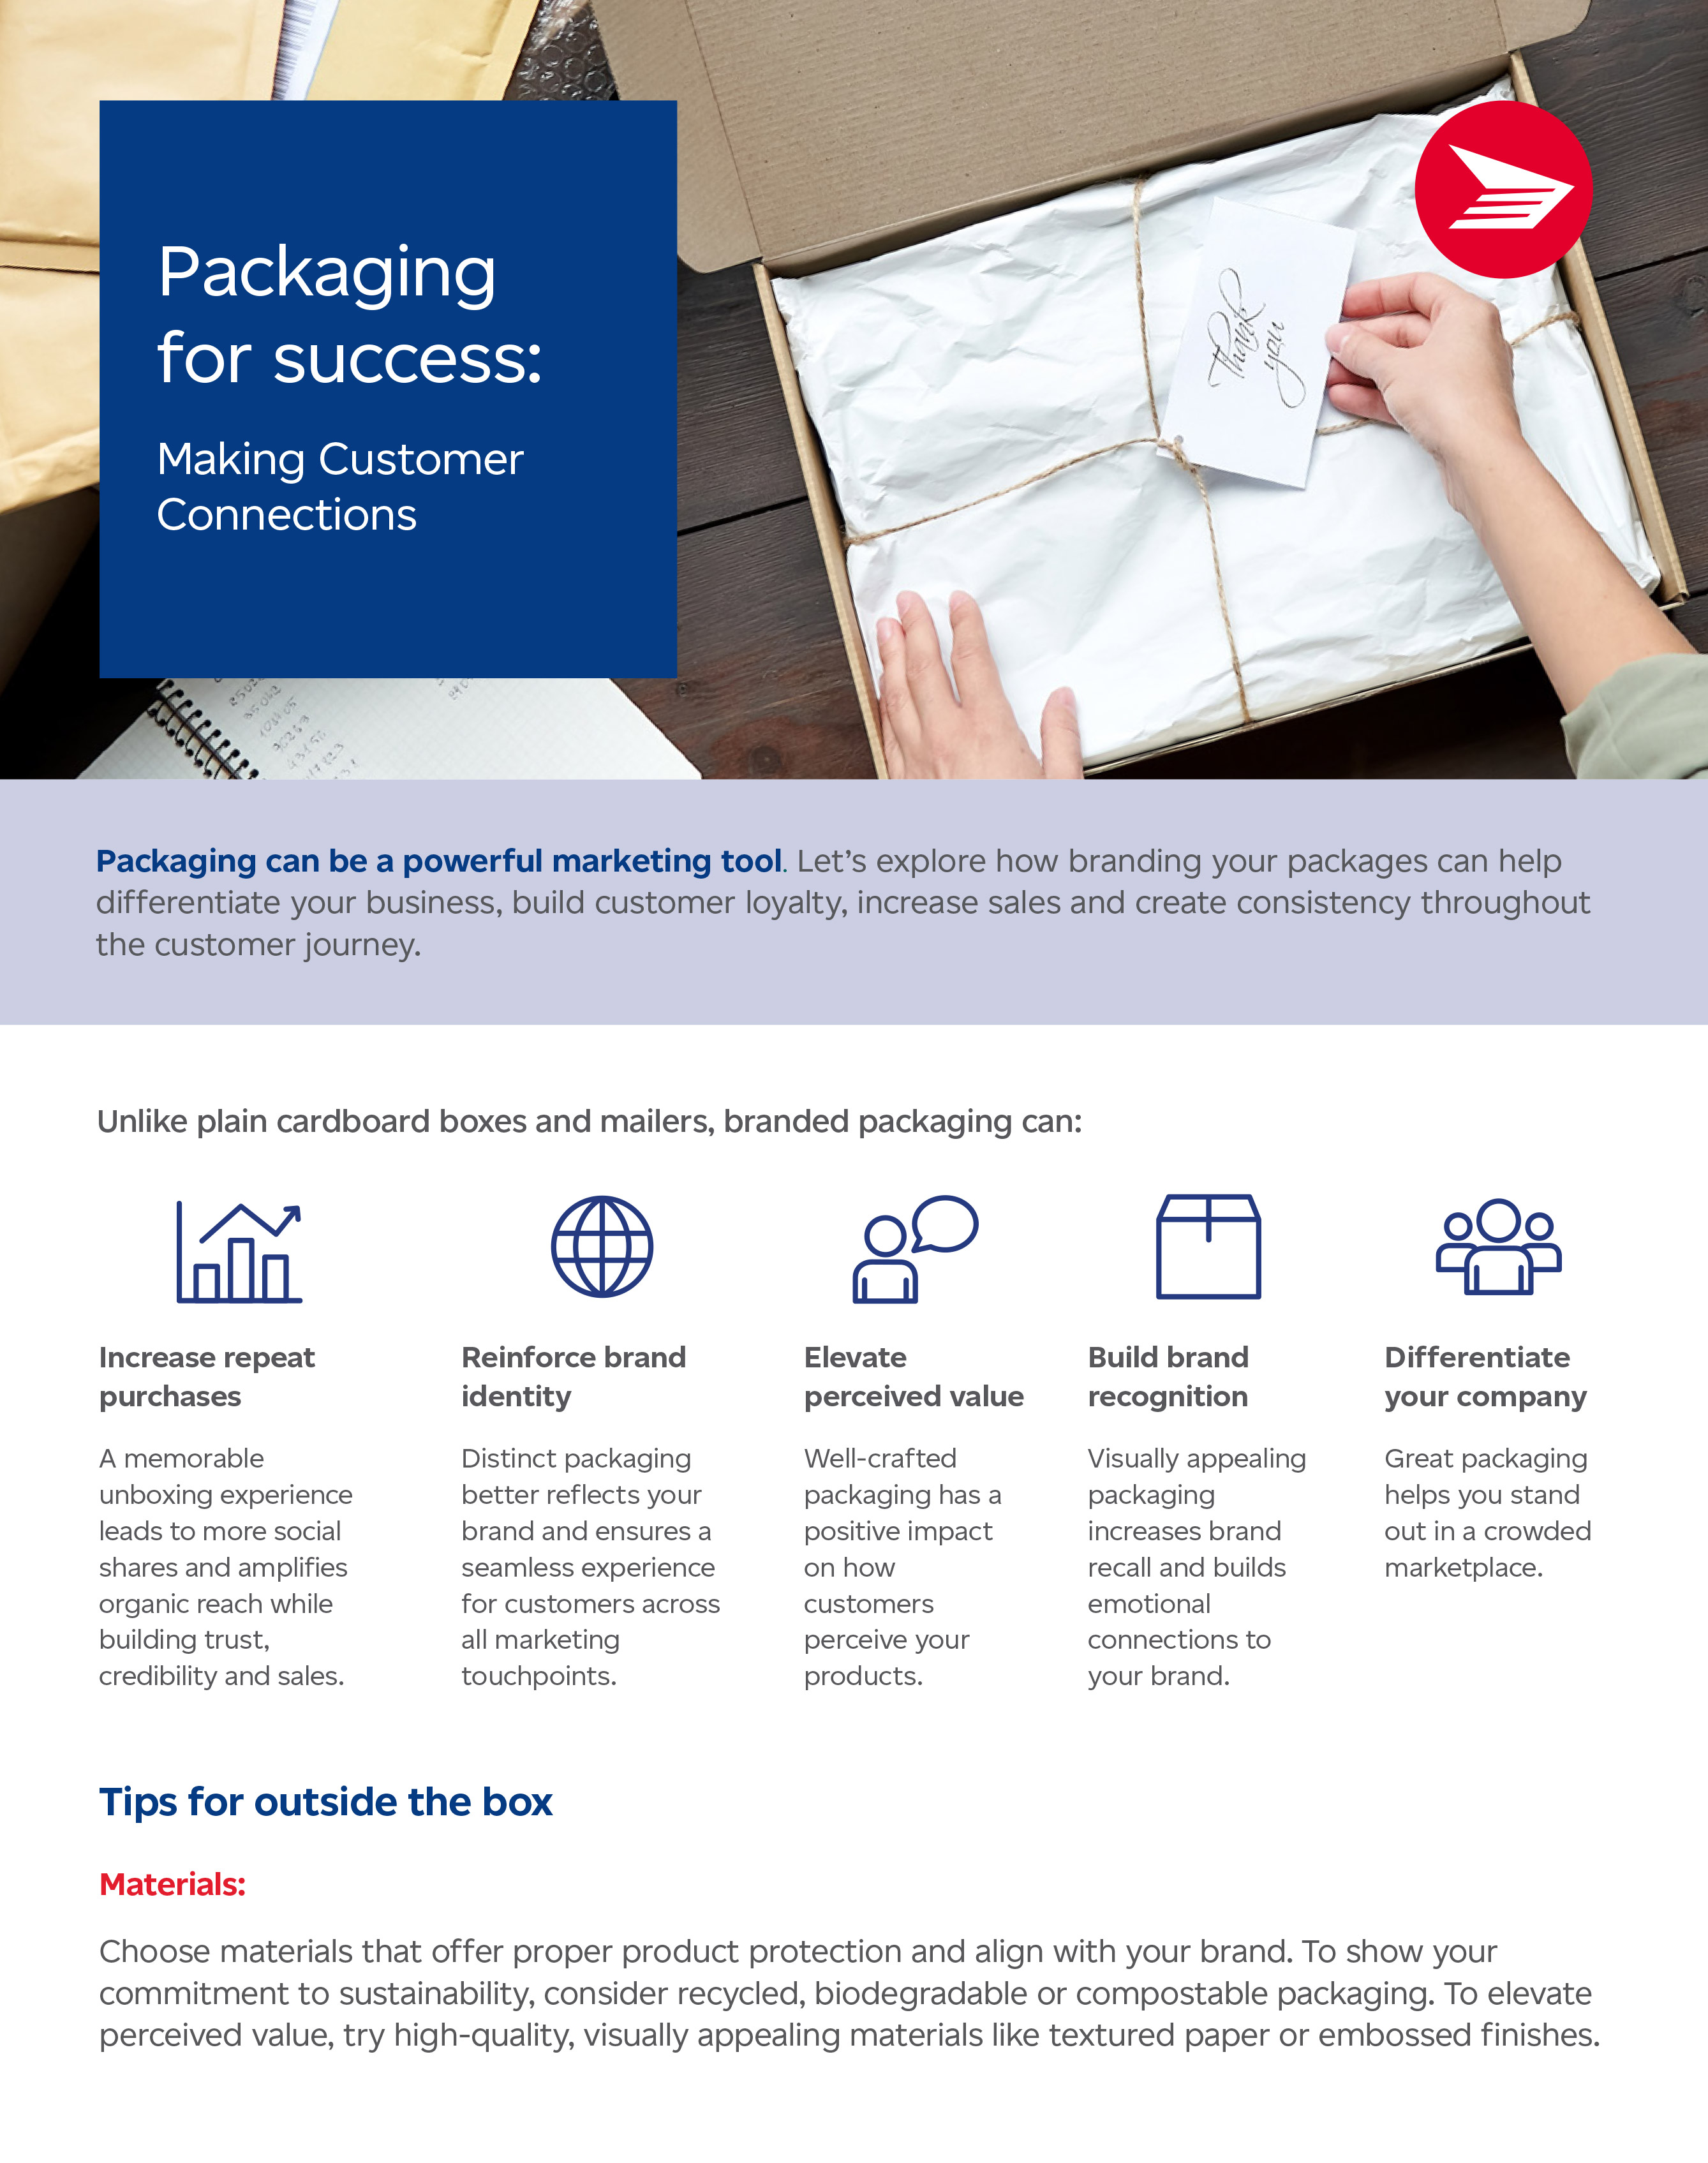 Packaging
for success:
Making Customer
Connections
Thank
you
Packaging can be a powerful marketing tool. Let's explore how branding your packages can help
differentiate your business, build customer loyalty, increase sales and create consistency throughout
the customer journey.
Unlike plain cardboard boxes and mailers, branded packaging can:
Increase repeat
purchases
A memorable
unboxing experience
leads to more social
shares and amplifies
organic reach while
building trust,
credibility and sales.
Reinforce brand
identity
Distinct packaging
better reflects your
brand and ensures a
seamless experience
for customers across
all marketing
touchpoints.
Elevate
perceived value
Well-crafted
packaging has a
positive impact
on how
customers
perceive your
products.
Build brand
recognition
Visually appealing
packaging
increases brand
recall and builds
emotional
connections to
your brand.
Differentiate
your company
Great packaging
helps you stand
out in a crowded
marketplace.
Tips for outside the box
Materials:
Choose materials that offer proper product protection and align with your brand. To show your
commitment to sustainability, consider recycled, biodegradable or compostable packaging. To elevate
perceived value, try high-quality, visually appealing materials like textured paper or embossed finishes.